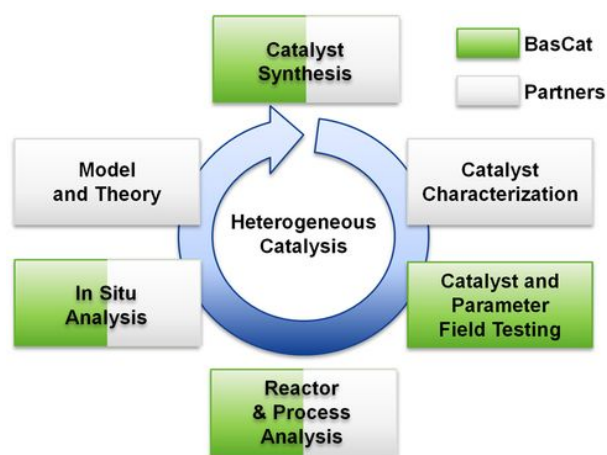 Catalyst
Synthesis
BasCat
Partners
Model
and Theory
Catalyst
Characterization
Heterogeneous
Catalysis
In Situ
Analysis
Catalyst and
Parameter
Field Testing
Reactor
& Process
Analysis